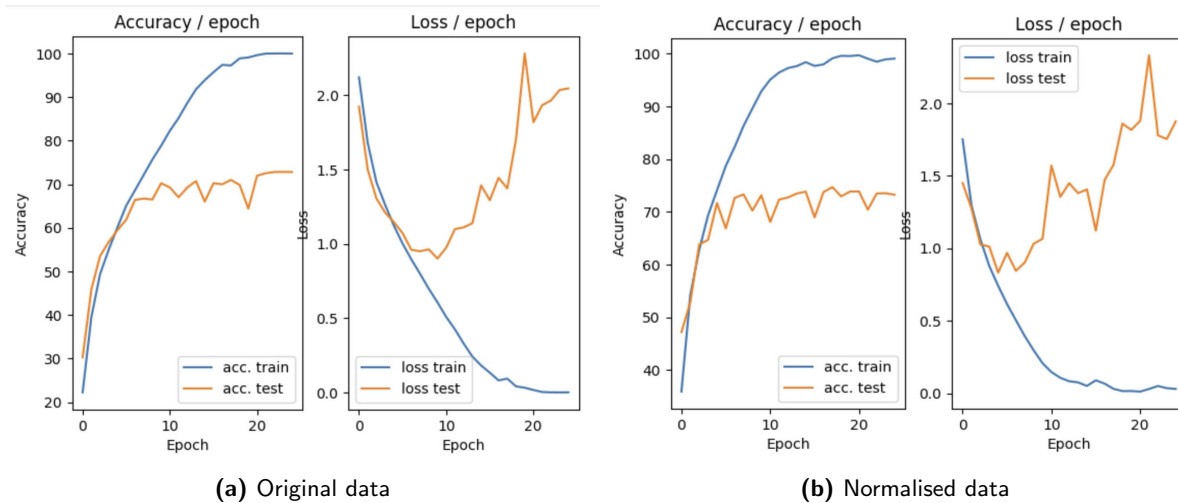 Accuracy / epoch
Loss / epoch
Accuracy / epoch
Loss / epoch
100
90
80
70
60
50
40
30
20
Accuracy
acc. train
acc. test
0
10
20
Epoch
2.0
1.5
1.0
0.5
0.0
Loss
loss train
loss test
0
10
20
Epoch
100
90
80
70
60
50
40
Accuracy
acc. train
acc. test
0
10
20
Epoch
2.0
1.5
1.0
0.5
0.0
Loss
loss train
loss test
0
10
20
Epoch
(a) Original data
(b) Normalised data